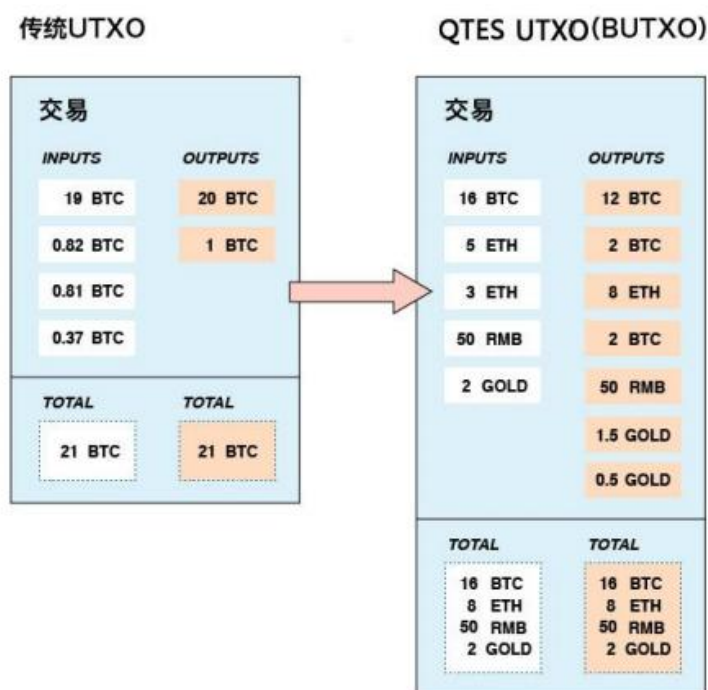 传统UTXO
交易
INPUTS OUTPUTS
19 BTC 20 BTC
0.82 BTC 1 BTC
0.81 BTC
0.37 BTC
TOTAL TOTAL
21 BTC 21 BTC
QTES UTXO(BUTXO)
交易
INPUTS OUTPUTS
16 BTC 12 BTC
5 ETH 2 BTC
3 ETH 8 ETH
50 RMB 2 BTC
2 GOLD 50 RMB
1.5 GOLD
0.5 GOLD
TOTAL TOTAL
16 BTC 16 BTC
8 ETH 8 ETH
50 RMB 50 RMB
2 GOLD 2 GOLD